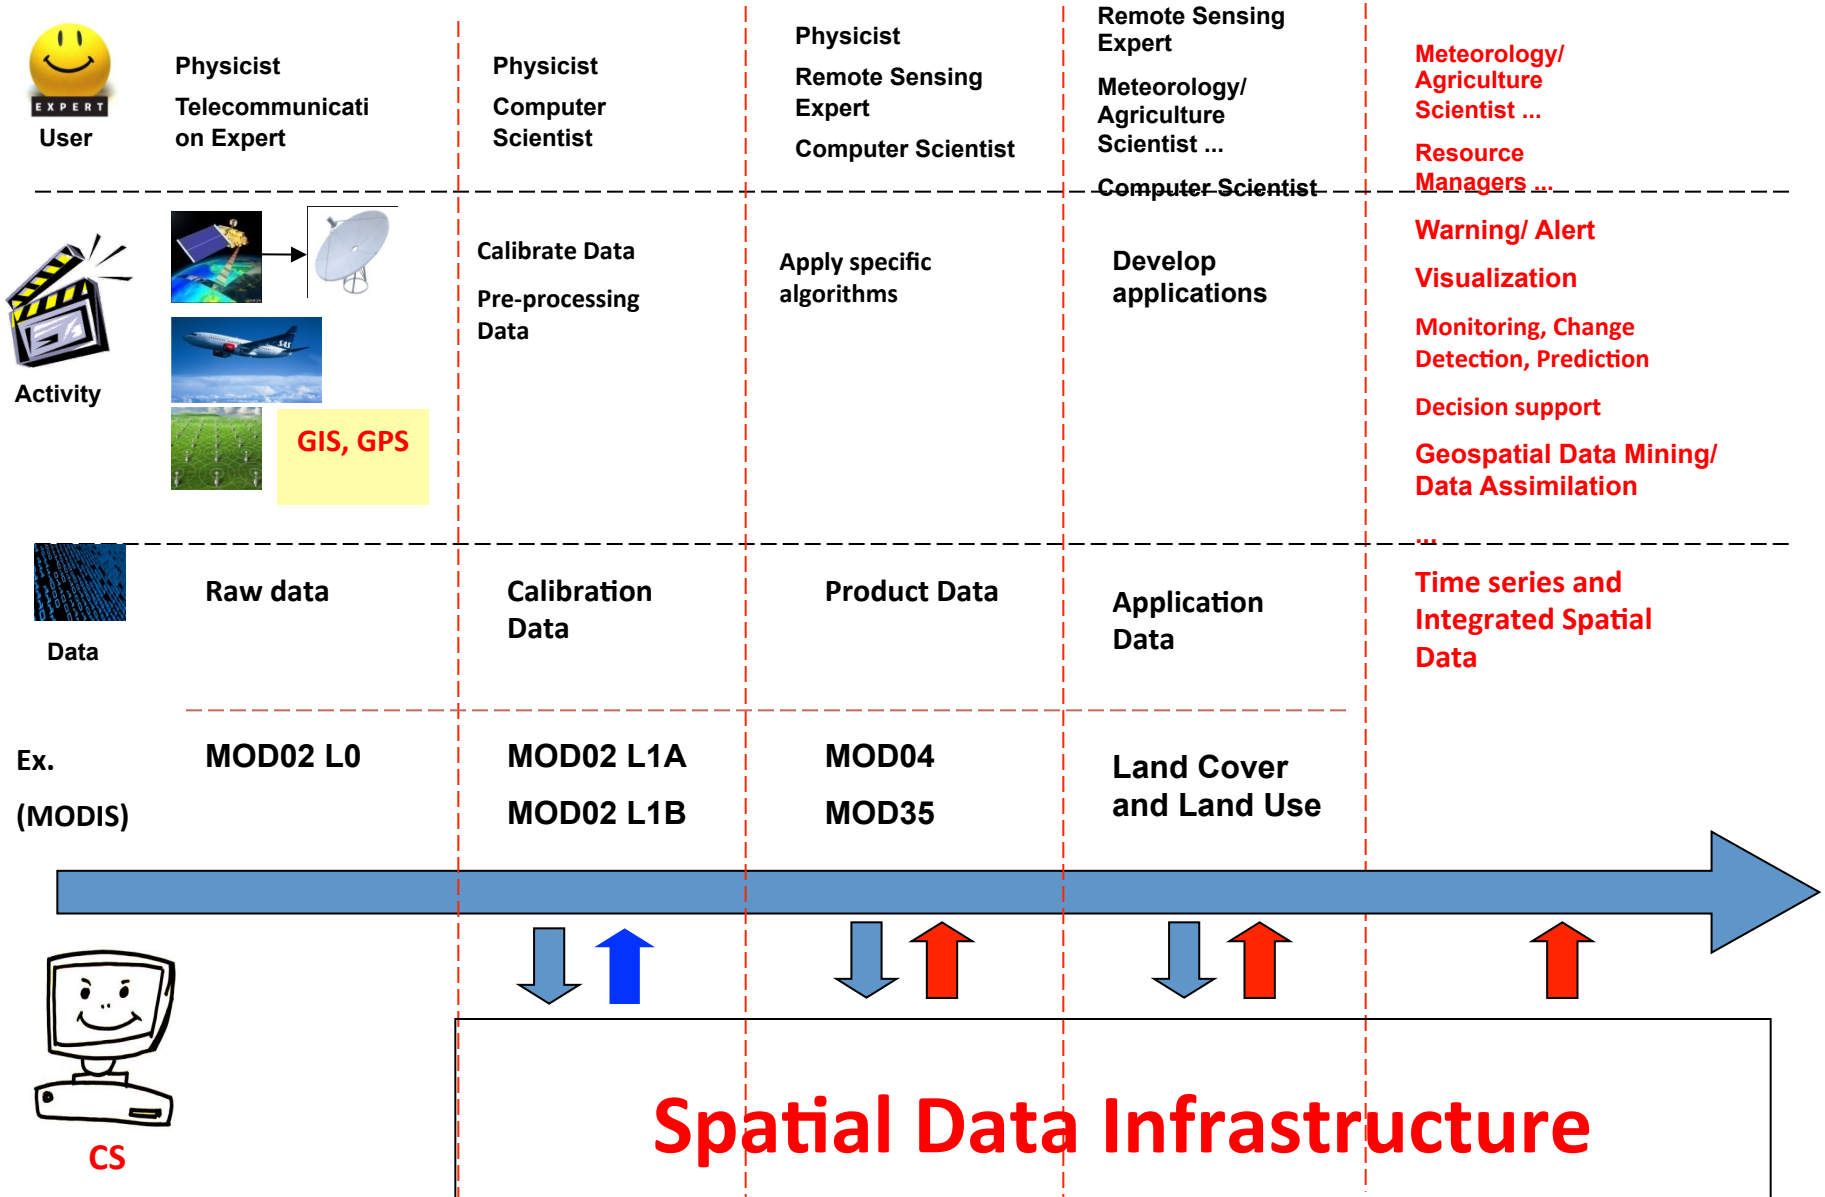 EXPERT
User
Physicist
Telecommunicati
on Expert
Physicist
Computer
Scientist
Physicist
Remote Sensing
Expert
Computer Scientist
Remote Sensing
Expert
Meteorology/
Agriculture
Scientist ...
Computer Scientist
Meteorology/
Agriculture
Scientist ...
Resource
Managers ...
Activity
SAS
GIS, GPS
Calibrate Data
Pre-processing
Data
Apply specific
algorithms
Develop
applications
Warning/ Alert
Visualization
Monitoring, Change
Detection, Prediction
Decision support
Geospatial Data Mining/
Data Assimilation
...
Data
Raw data
Calibration
Data
Product Data
Application
Data
Time series and
Integrated Spatial
Data
Ex.
(MODIS)
MOD02 L0
MOD02 L1A
MOD02 L1B
MOD04
MOD35
Land Cover
and Land Use
CS
Spatial Data Infrastructure